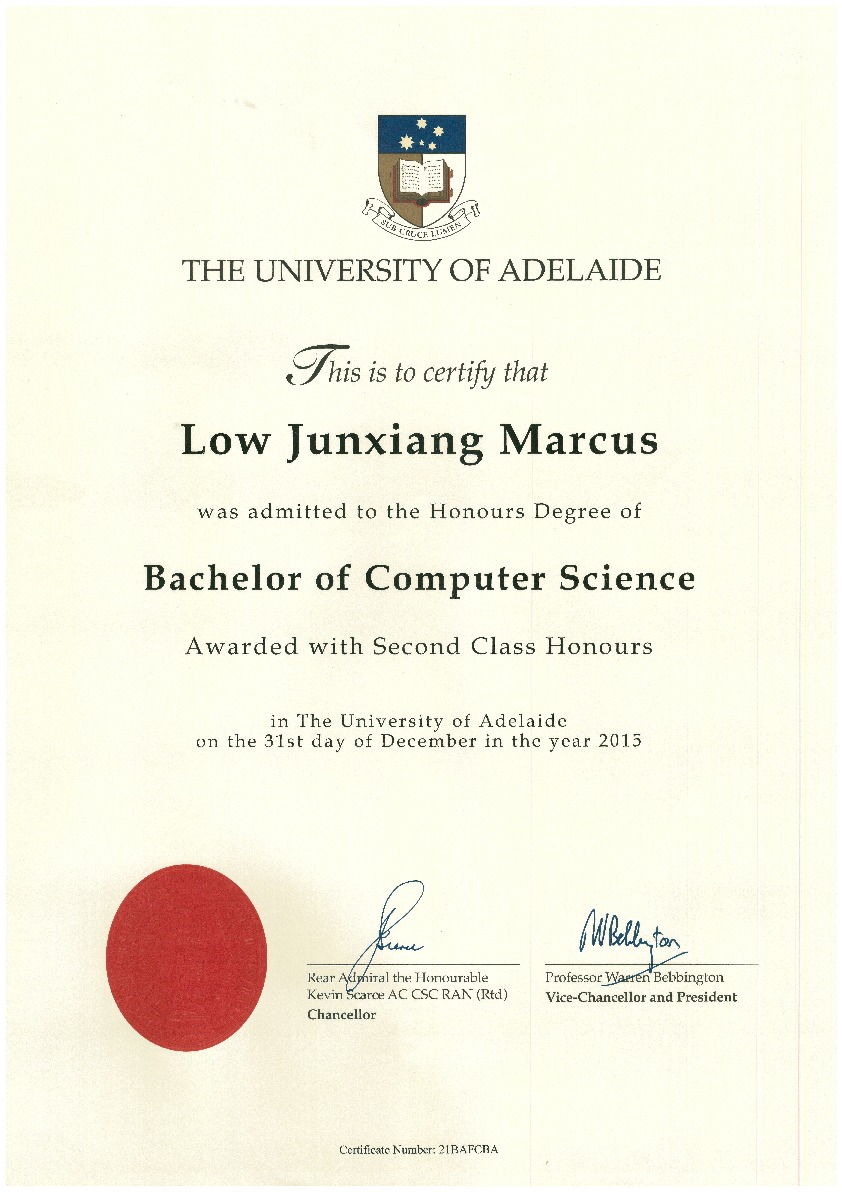 SUB CRUCE LUMEN
THE UNIVERSITY OF ADELAIDE
This is to certify that
Low Junxiang Marcus
was admitted to the Honours Degree of
Bachelor of Computer Science
Awarded with Second Class Honours
in The University of Adelaide
on the 31st day of December in the year 2015
Rear Admiral the Honourable
Kevin Scarce AC CSC RAN (Rtd)
Chancellor
WBebbington
Professor Warren Bebbington
Vice-Chancellor and President
Certificate Number: 21BAFCBA